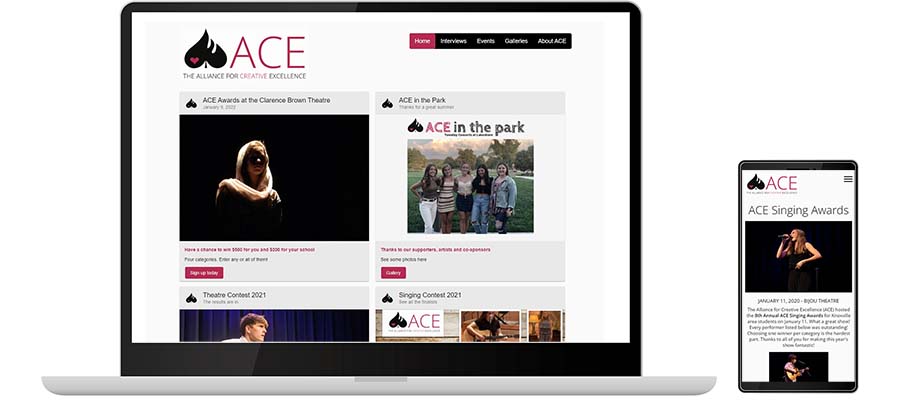 ACE
THE ALLIANCE FOR CREATIVE EXCELLENCE
Home
Interviews
Events
Galleries
About ACE
ACE Awards at the Clarence Brown Theatre
January 9, 2022
Have a chance to win $500 for you and $300 for your school
Four categories. Enter any or all of them!
Sign up today
ACE in the Park
Thanks for a great summer
ACE in the park
Tuesday Concerts at Lakeshore
Thanks to our supporters, artists and co-sponsors
See some photos here
Gallery
Theatre Contest 2021
The results are in
Singing Contest 2021
See all the finalists
ACE
ACE
ACE Singing Awards
JANUARY 11, 2020 - BIJOU THEATRE
The Alliance for Creative Excellence (ACE) hosted
the 8th Annual ACE Singing Awards for Knoxville
area students on January 11. What a great show!
Every performer listed below was outstanding!
Choosing one winner per category is the hardest
part. Thanks to all of you for making this year's
show fantastic!